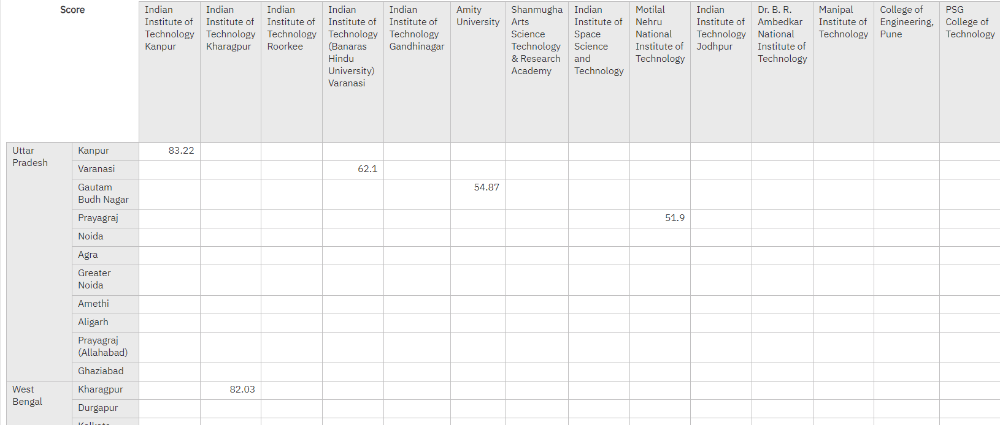 Score
Indian
Institute of
Technology
Kanpur
Indian
Institute of
Technology
Kharagpur
Indian
Institute of
Technology
Roorkee
Indian
Institute of
Technology
(Banaras
Hindu
University)
Varanasi
Indian
Institute of
Technology
Gandhinagar
Amity
University
Shanmugha
Arts
Science
Technology
& Research
Academy
Indian
Institute of
Space
Science
and
Technology
Motilal
Nehru
National
Institute of
Technology
Indian
Institute of
Technology
Jodhpur
Dr. B. R.
Ambedkar
National
Institute of
Technology
Manipal
Institute of
Technology
College of
Engineering,
Pune
PSG
College of
Technology
Uttar
Pradesh
Kanpur 83.22
Varanasi 62.1
Gautam
Budh Nagar
54.87
Prayagraj 51.9
Noida
Agra
Greater
Noida
Amethi
Aligarh
Prayagraj
(Allahabad)
Ghaziabad
West
Bengal
Kharagpur 82.03
Durgapur